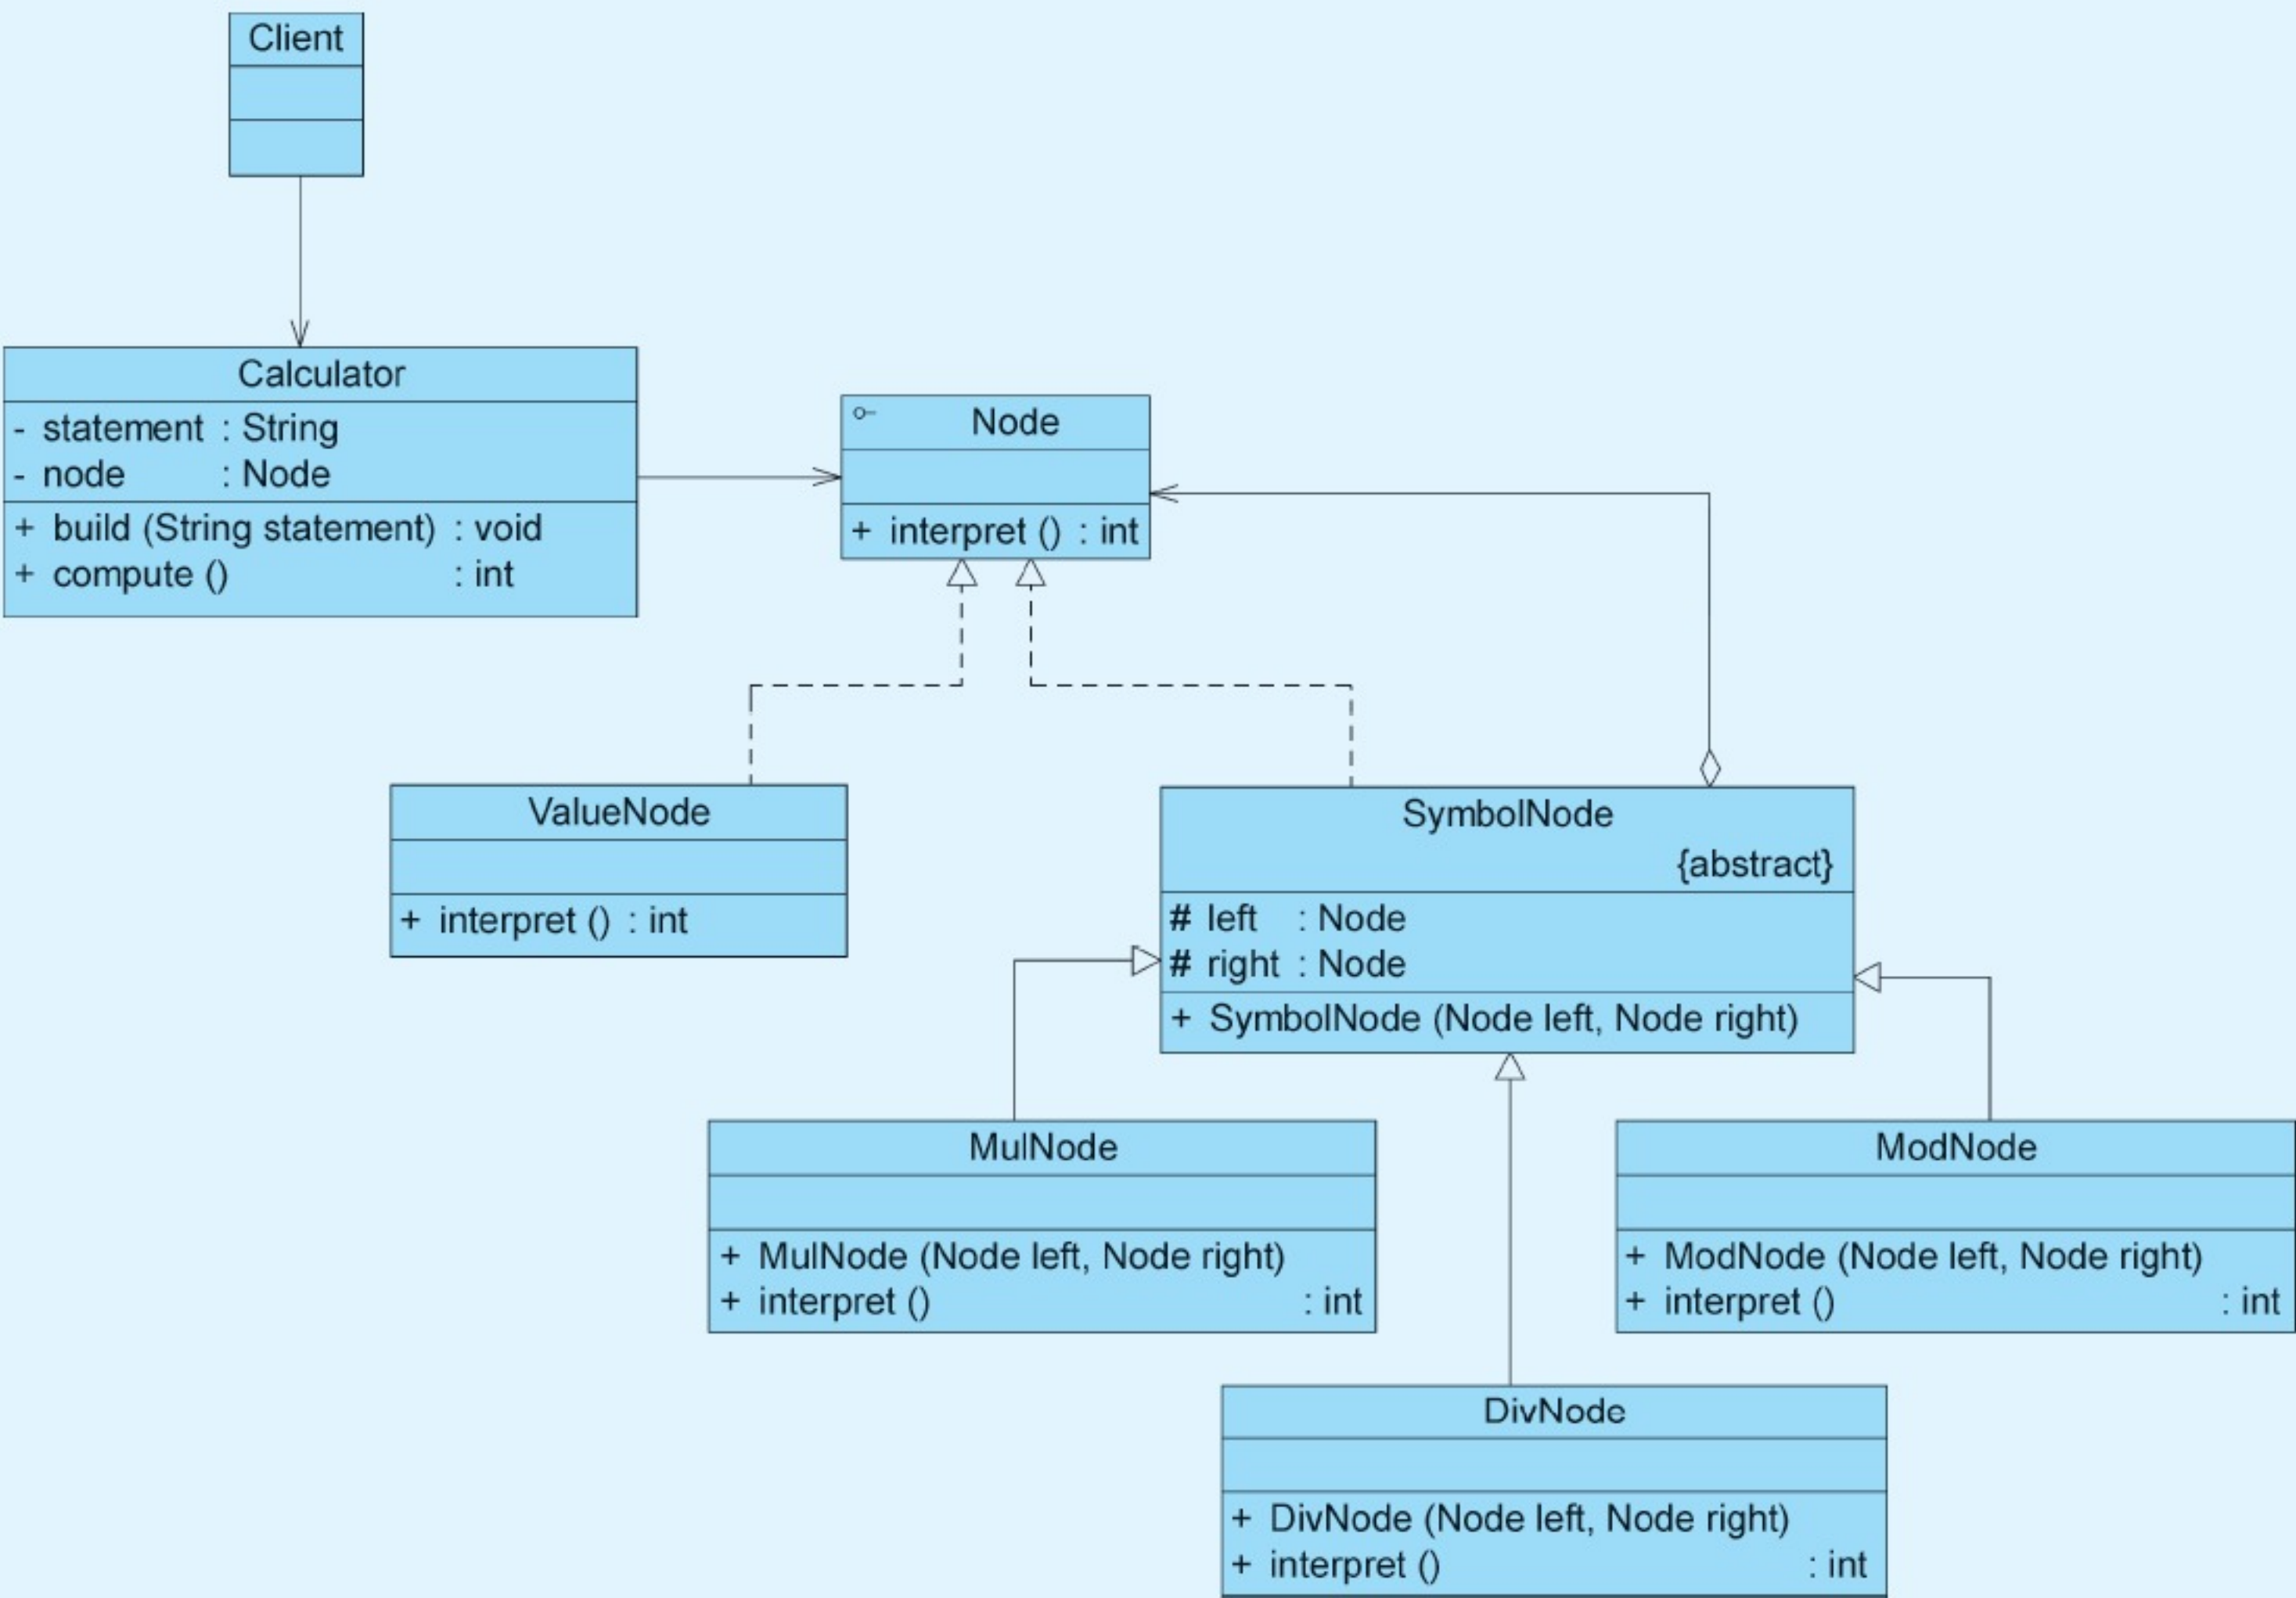 Client
Calculator
- statement : String
- node : Node
+ build (String statement) : void
+ compute () : int
Node
+ interpret () : int
ValueNode
+ interpret () : int
SymbolNode
{abstract}
# left : Node
# right : Node
+ SymbolNode (Node left, Node right)
MulNode
+ MulNode (Node left, Node right)
+ interpret () : int
ModNode
+ ModNode (Node left, Node right)
+ interpret () : int
DivNode
+ DivNode (Node left, Node right)
+ interpret () : int